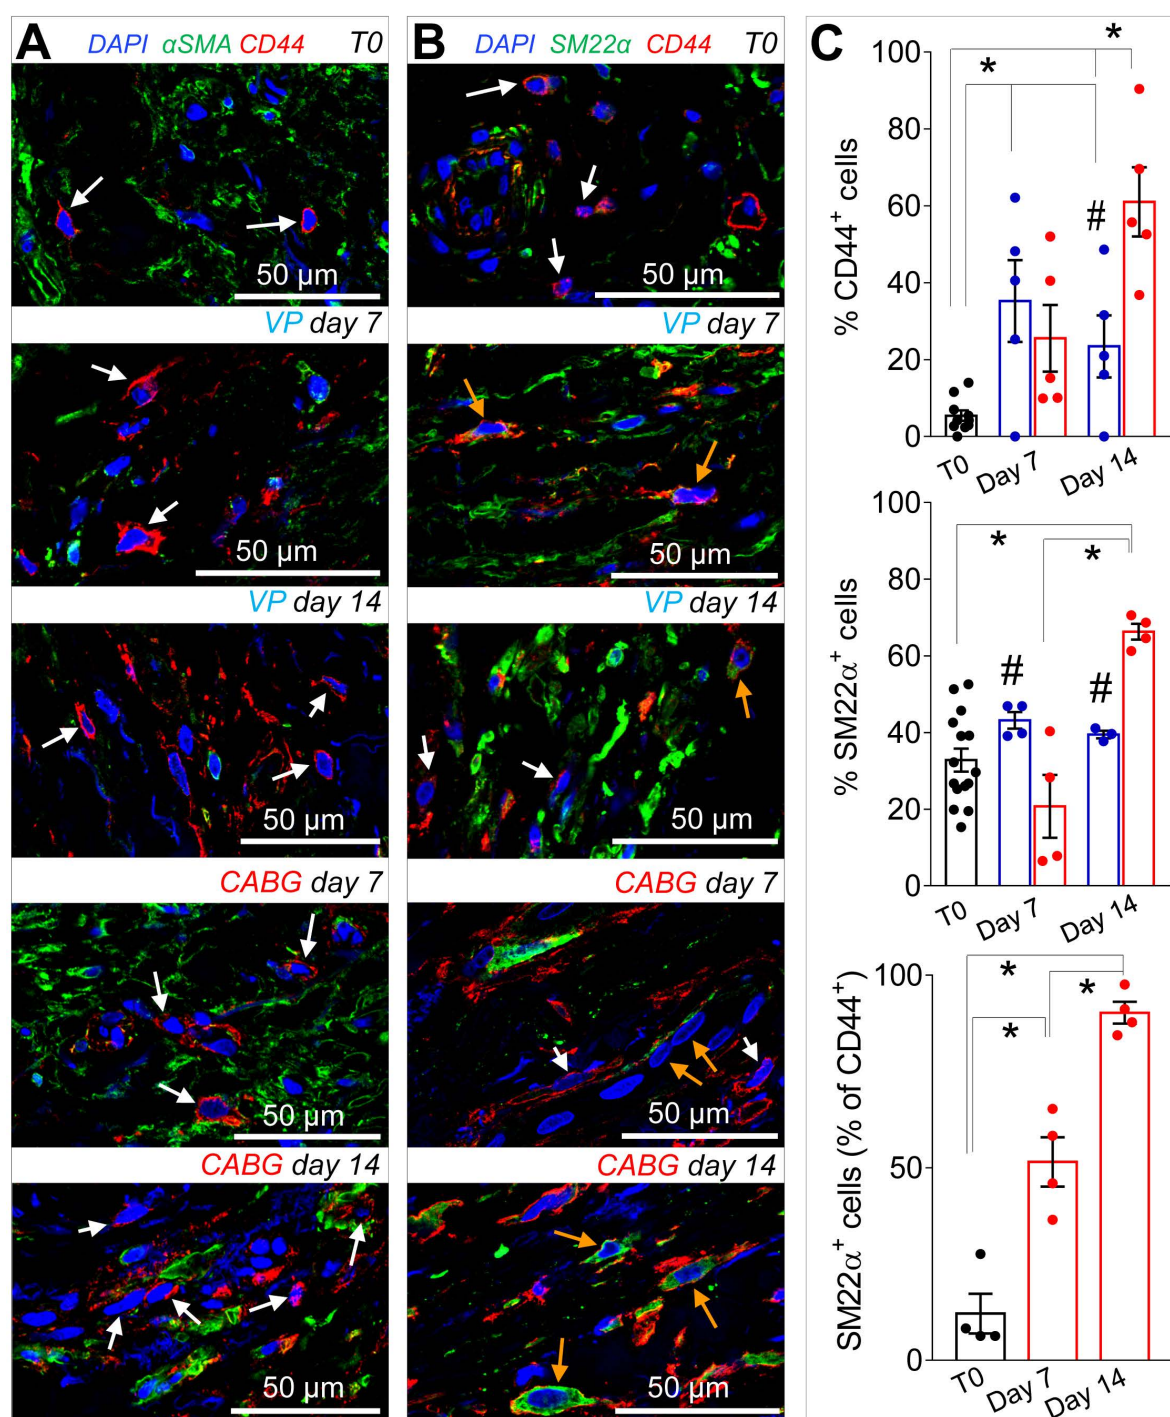 A DAPI αSMA CD44 T0
50 µm
VP day 7
50 µm
VP day 14
50 µm
CABG day 7
50 µm
CABG day 14
50 µm
B DAPI SM22α CD44 T0
50 µm
VP day 7
50 µm
VP day 14
50 µm
CABG day 7
50 µm
CABG day 14
50 µm
C
% CD44+ cells
100
80
60
40
20
0
*
*
#
T0 Day 7 Day 14
% SM22α+ cells
100
80
60
40
20
0
*
*
#
#
T0 Day 7 Day 14
SM22α+ cells (% of CD44+)
100
50
0
*
*
*
T0 Day 7 Day 14